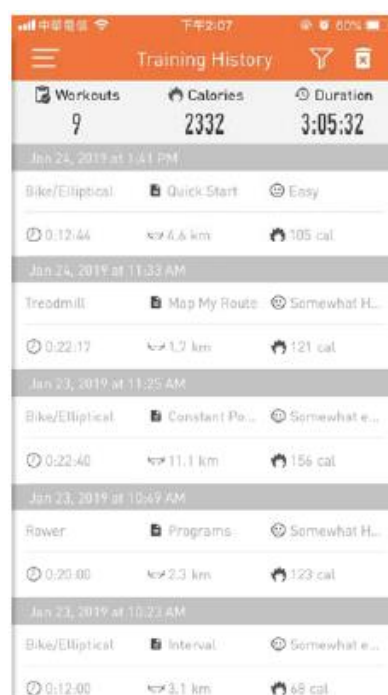 中華電信 下午2:07 60%
Training History
Workouts Calories Duration
9 2332 3:05:32
Jan 24, 2019 at 1:41 PM
Bike/Elliptical Quick Start Easy
0:12:44 4.6 km 105 cal
Jan 24, 2019 at 11:33 AM
Treadmill Map My Route Somewhat H...
0:22:17 1.7 km 121 cal
Jan 23, 2019 at 11:25 AM
Bike/Elliptical Constant Po... Somewhat e...
0:22:40 11.1 km 156 cal
Jan 23, 2019 at 10:49 AM
Rower Programs Somewhat H...
0:20:00 2.3 km 123 cal
Jan 23, 2019 at 10:23 AM
Bike/Elliptical Interval Somewhat e...
0:12:00 3.1 km 68 cal